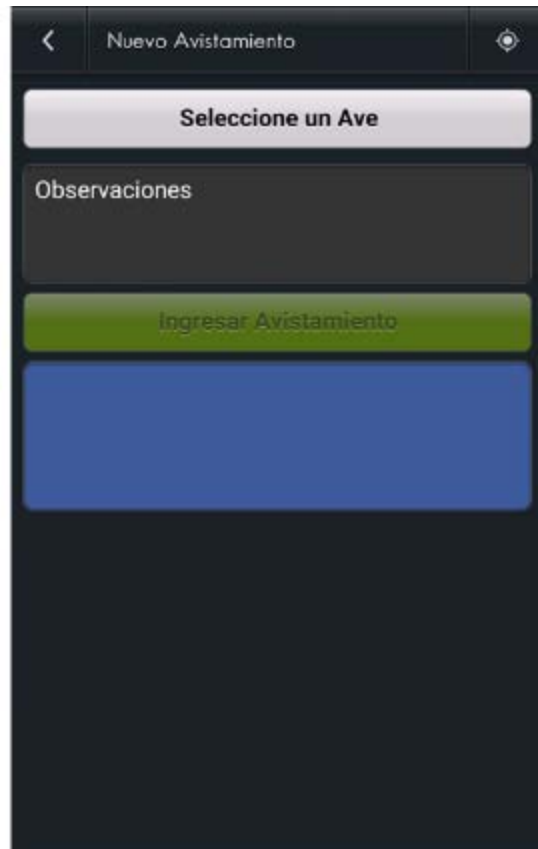 Nuevo Avistamiento
Seleccione un Ave
Observaciones
Ingresar Avistamiento